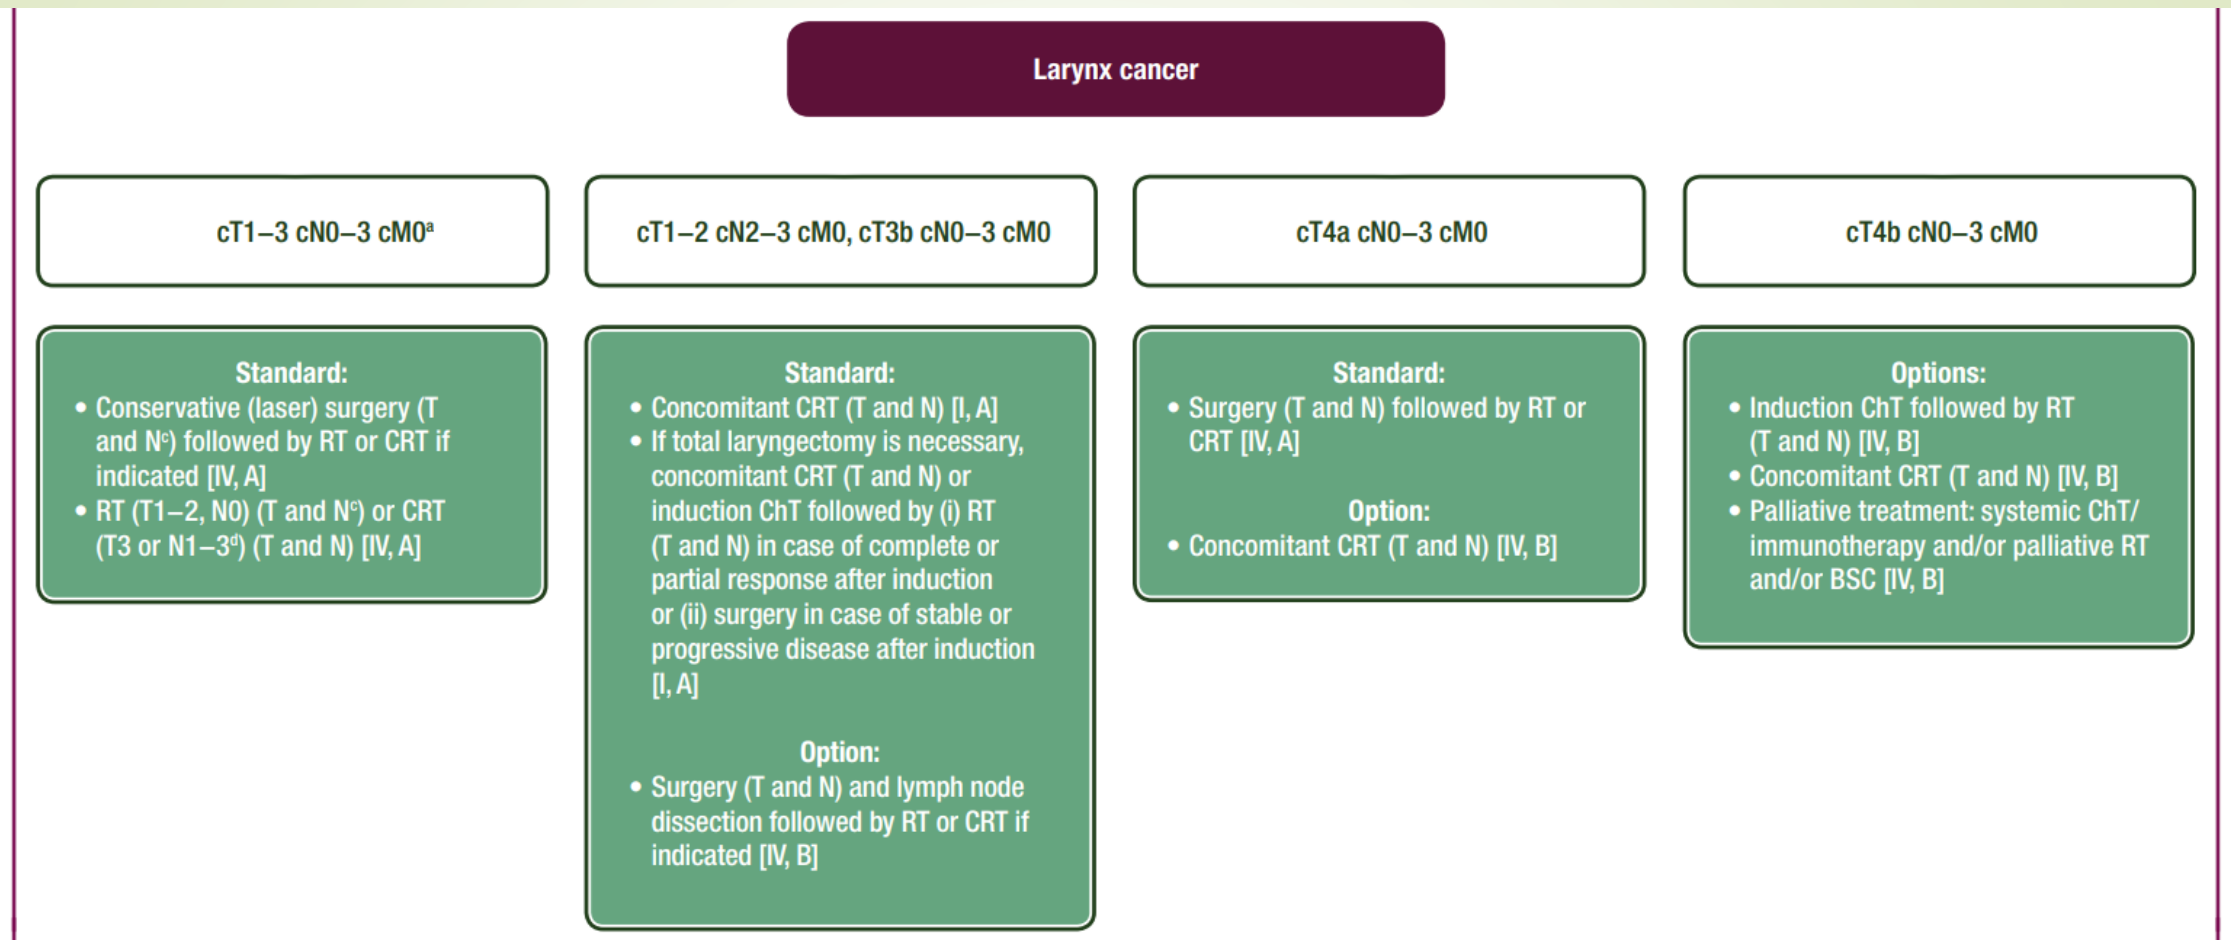 Larynx cancer
cT1–3 cN0–3 cM0ᵃ
Standard:
• Conservative (laser) surgery (T
and Nᶜ) followed by RT or CRT if
indicated [IV, A]
• RT (T1–2, N0) (T and Nᶜ) or CRT
(T3 or N1–3ᵈ) (T and N) [IV, A]
cT1–2 cN2–3 cM0, cT3b cN0–3 cM0
Standard:
• Concomitant CRT (T and N) [I, A]
• If total laryngectomy is necessary,
concomitant CRT (T and N) or
induction ChT followed by (i) RT
(T and N) in case of complete or
partial response after induction
or (ii) surgery in case of stable or
progressive disease after induction
[I, A]
Option:
• Surgery (T and N) and lymph node
dissection followed by RT or CRT if
indicated [IV, B]
cT4a cN0–3 cM0
Standard:
• Surgery (T and N) followed by RT or
CRT [IV, A]
Option:
• Concomitant CRT (T and N) [IV, B]
cT4b cN0–3 cM0
Options:
• Induction ChT followed by RT
(T and N) [IV, B]
• Concomitant CRT (T and N) [IV, B]
• Palliative treatment: systemic ChT/
immunotherapy and/or palliative RT
and/or BSC [IV, B]